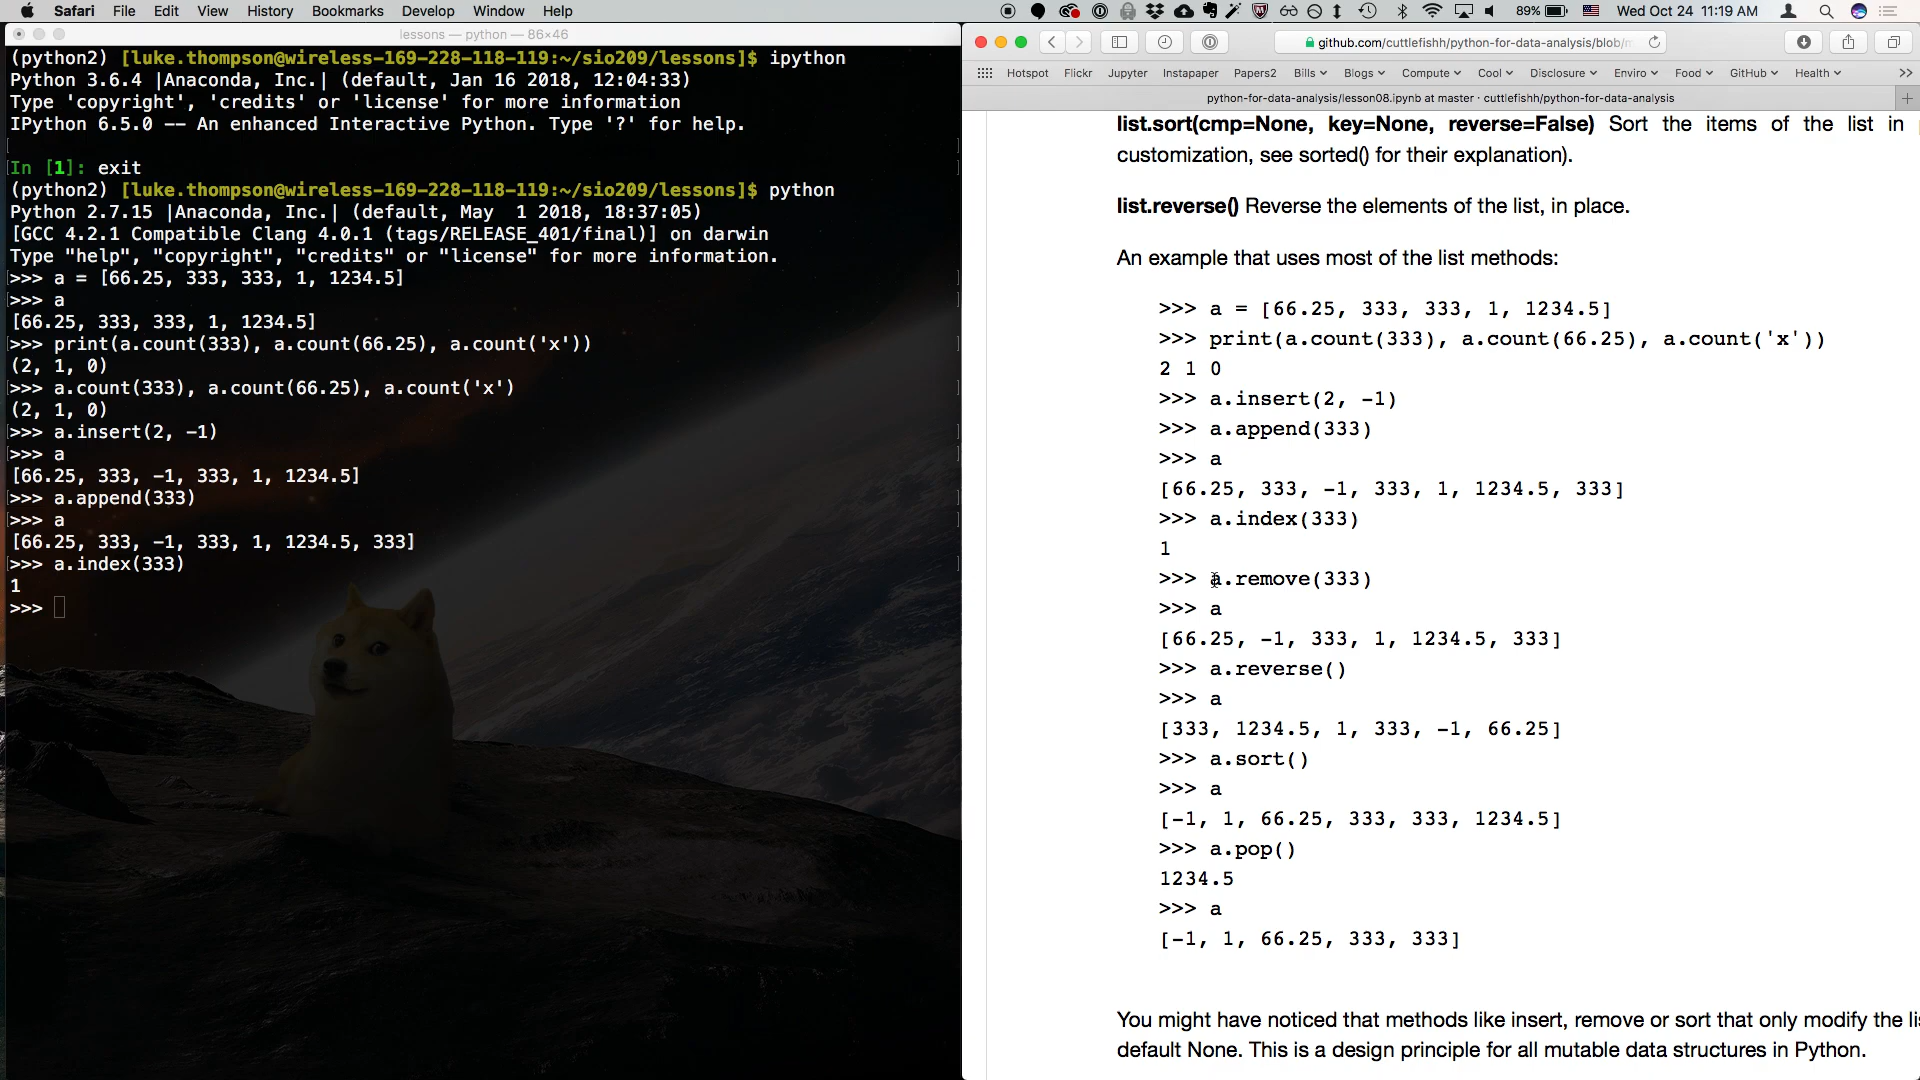 Safari File Edit View History Bookmarks Develop Window Help
89% Wed Oct 24 11:19 AM
lessons — python — 86×46
(python2) [luke.thompson@wireless-169-228-118-119:~/sio209/lessons]$ ipython
Python 3.6.4 |Anaconda, Inc.| (default, Jan 16 2018, 12:04:33)
Type 'copyright', 'credits' or 'license' for more information
IPython 6.5.0 -- An enhanced Interactive Python. Type '?' for help.
In [1]: exit
(python2) [luke.thompson@wireless-169-228-118-119:~/sio209/lessons]$ python
Python 2.7.15 |Anaconda, Inc.| (default, May  1 2018, 18:37:05)
[GCC 4.2.1 Compatible Clang 4.0.1 (tags/RELEASE_401/final)] on darwin
Type "help", "copyright", "credits" or "license" for more information.
>>> a = [66.25, 333, 333, 1, 1234.5]
>>> a
[66.25, 333, 333, 1, 1234.5]
>>> print(a.count(333), a.count(66.25), a.count('x'))
(2, 1, 0)
>>> a.count(333), a.count(66.25), a.count('x')
(2, 1, 0)
>>> a.insert(2, -1)
>>> a
[66.25, 333, -1, 333, 1, 1234.5]
>>> a.append(333)
>>> a
[66.25, 333, -1, 333, 1, 1234.5, 333]
>>> a.index(333)
1
>>>
github.com/cuttlefishh/python-for-data-analysis/blob/m
Hotspot Flickr Jupyter Instapaper Papers2 Bills Blogs Compute Cool Disclosure Enviro Food GitHub Health
python-for-data-analysis/lesson08.ipynb at master · cuttlefishh/python-for-data-analysis
list.sort(cmp=None, key=None, reverse=False) Sort the items of the list in
customization, see sorted() for their explanation).
list.reverse() Reverse the elements of the list, in place.
An example that uses most of the list methods:
>>> a = [66.25, 333, 333, 1, 1234.5]
>>> print(a.count(333), a.count(66.25), a.count('x'))
2 1 0
>>> a.insert(2, -1)
>>> a.append(333)
>>> a
[66.25, 333, -1, 333, 1, 1234.5, 333]
>>> a.index(333)
1
>>> a.remove(333)
>>> a
[66.25, -1, 333, 1, 1234.5, 333]
>>> a.reverse()
>>> a
[333, 1234.5, 1, 333, -1, 66.25]
>>> a.sort()
>>> a
[-1, 1, 66.25, 333, 333, 1234.5]
>>> a.pop()
1234.5
>>> a
[-1, 1, 66.25, 333, 333]
You might have noticed that methods like insert, remove or sort that only modify the
default None. This is a design principle for all mutable data structures in Python.